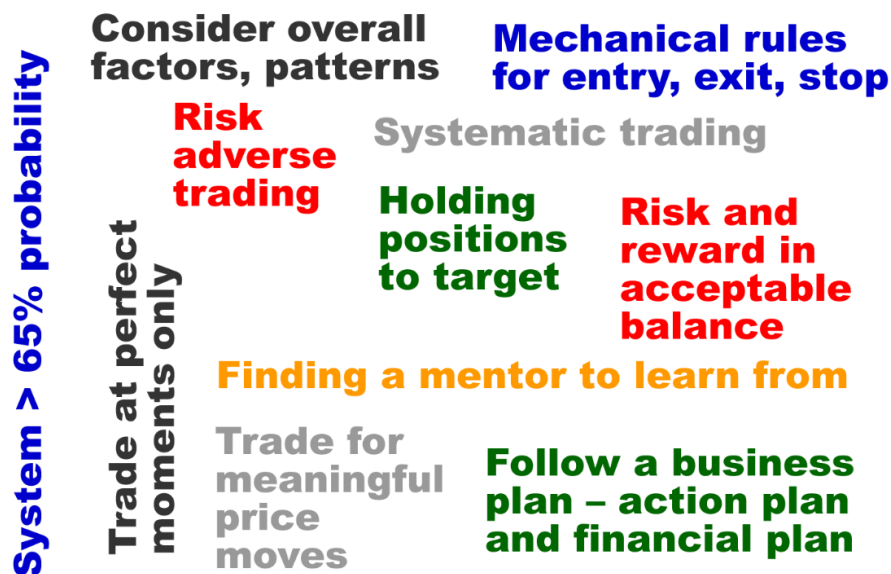 System > 65% probability
Consider overall
factors, patterns
Mechanical rules
for entry, exit, stop
Risk
adverse
trading
Systematic trading
Holding
positions
to target
Risk and
reward in
acceptable
balance
Trade at perfect
moments only
Finding a mentor to learn from
Trade for
meaningful
price
moves
Follow a business
plan – action plan
and financial plan